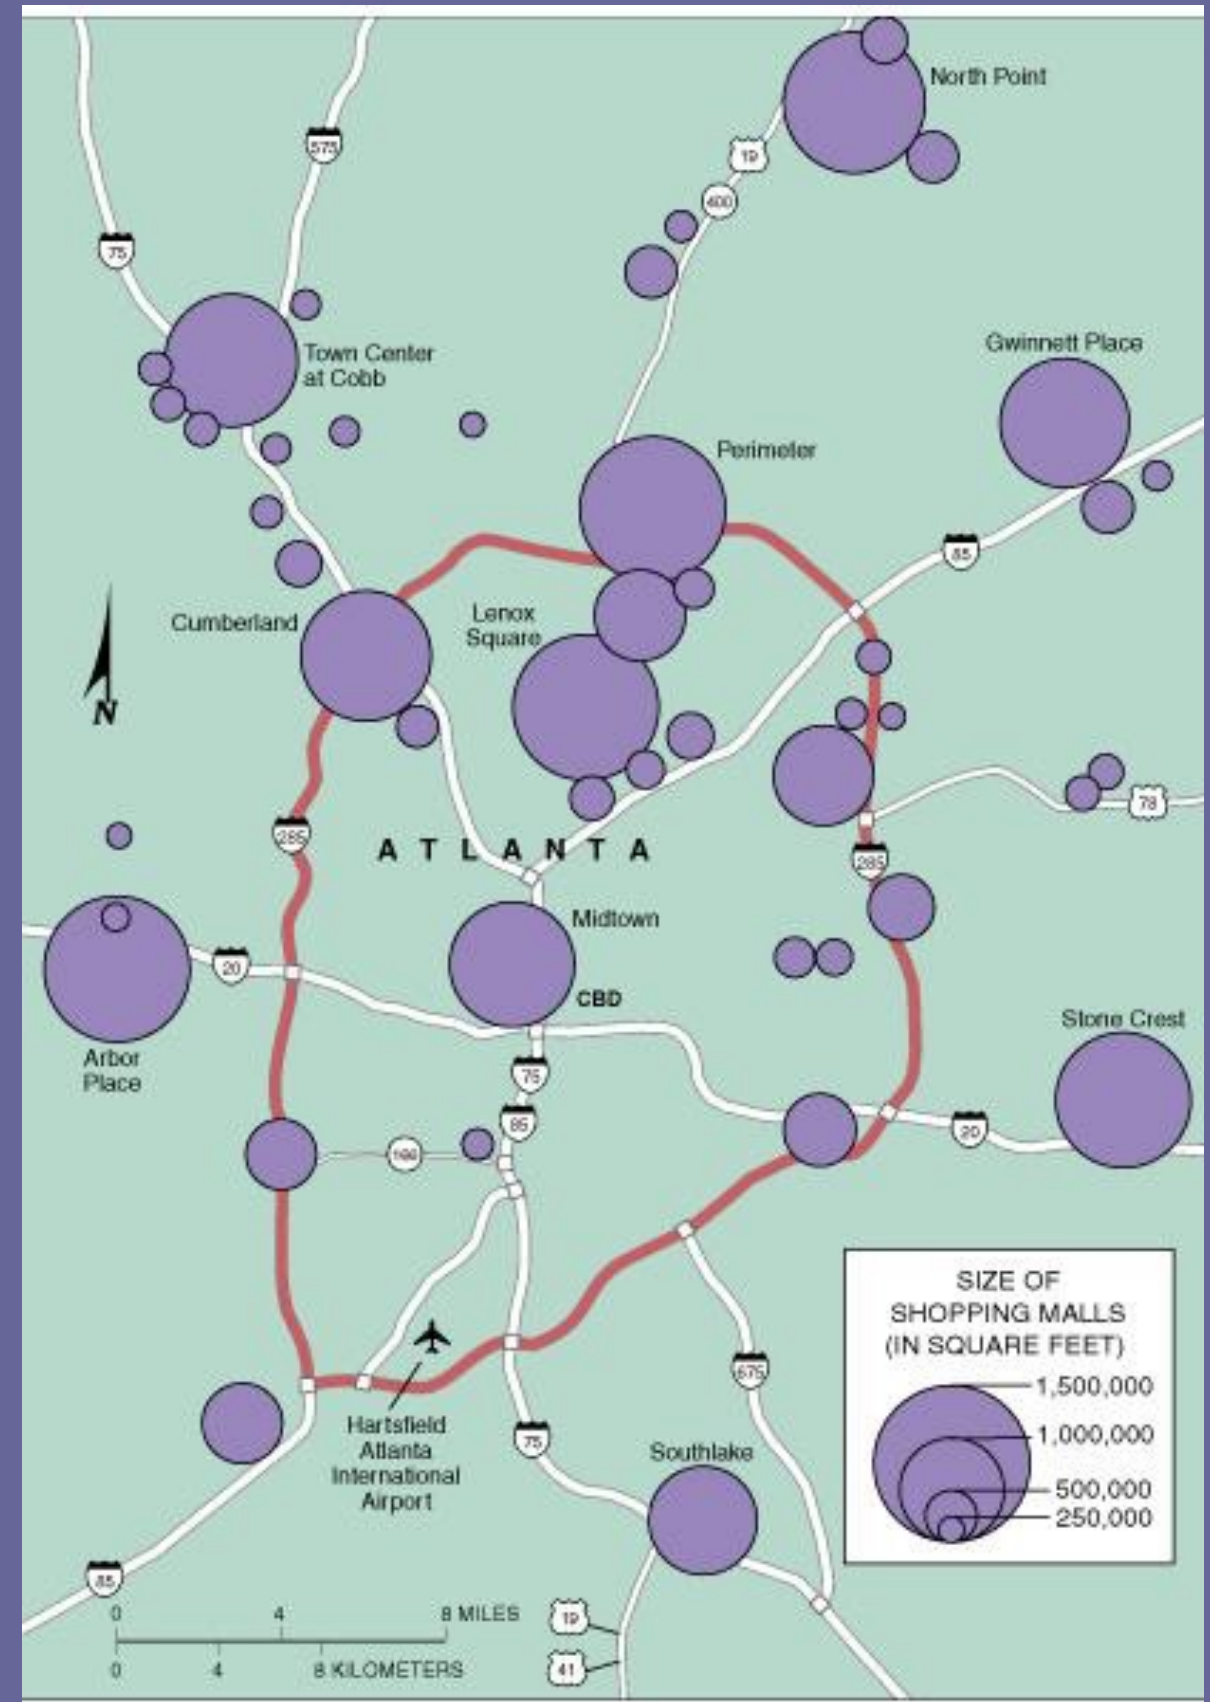 North Point
575
19
400
75
Town Center
at Cobb
Gwinnett Place
Perimeter
85
Cumberland
Lenox
Square
N
78
285
ATLANTA
285
Midtown
20
CBD
Stone Crest
Arbor
Place
75
85
20
166
SIZE OF
SHOPPING MALLS
(IN SQUARE FEET)
1,500,000
1,000,000
500,000
250,000
675
Hartsfield
Atlanta
International
Airport
75
Southlake
85
0 4 8 MILES
0 4 8 KILOMETERS
19
41